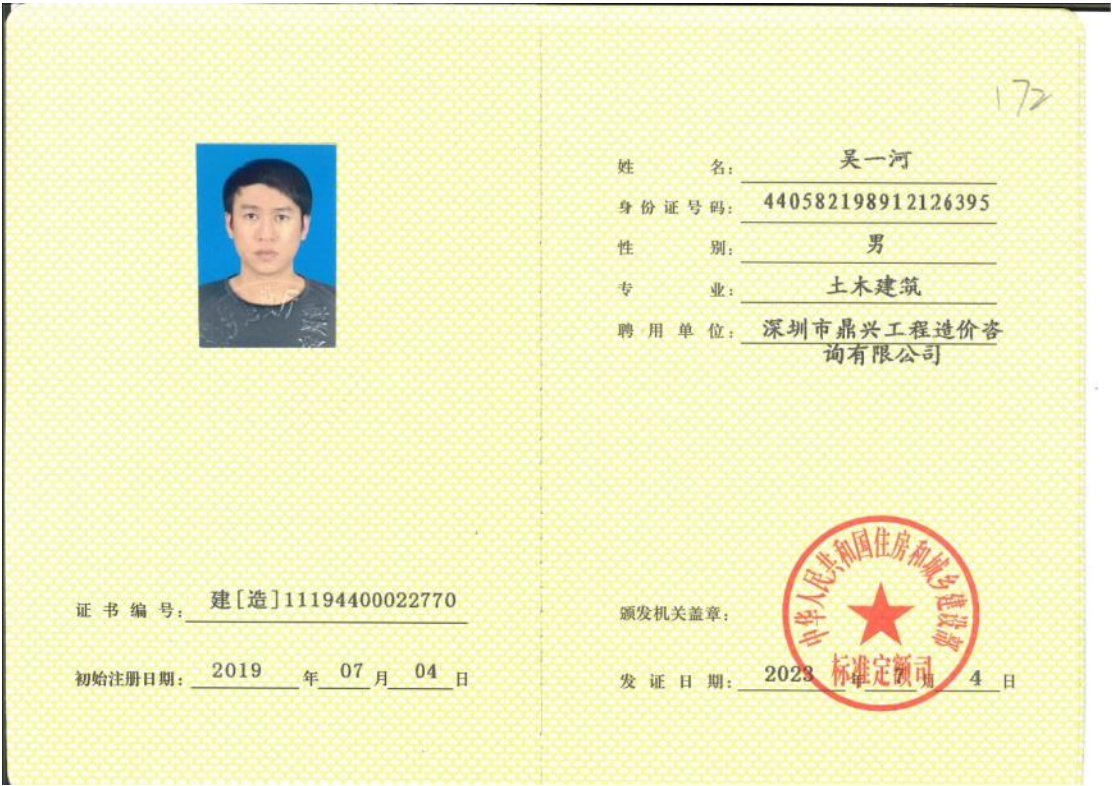 172
姓 名: 吴一河
身份证号码: 440582198912126395
性 别: 男
专 业: 土木建筑
聘用单位: 深圳市鼎兴工程造价咨
询有限公司
证书编号: 建[造]11194400022770
初始注册日期: 2019 年 07 月 04 日
颁发机关盖章:
中华人民共和国住房和城乡建设部
标准定额司
发证日期: 2023 年 7 月 4 日